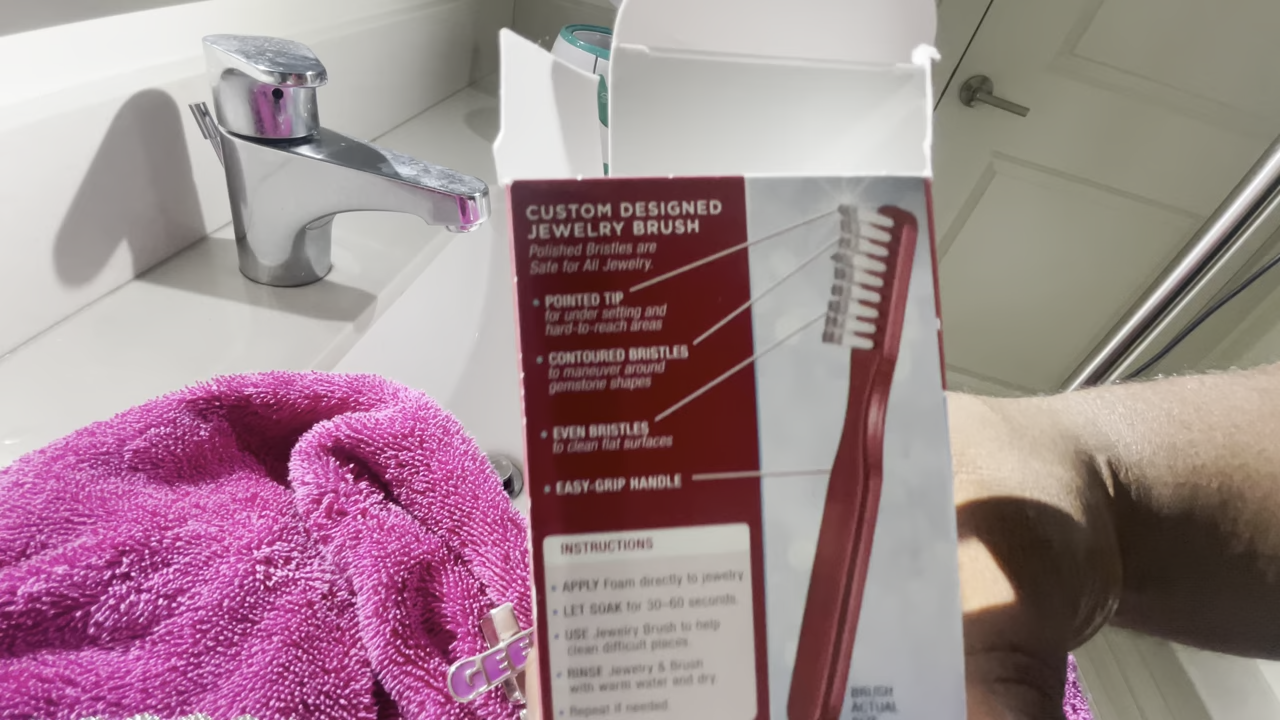 CUSTOM DESIGNED
JEWELRY BRUSH
Polished Bristles are
Safe for All Jewelry.
• POINTED TIP
for under setting and
hard-to-reach areas
• CONTOURED BRISTLES
to maneuver around
gemstone shapes
• EVEN BRISTLES
to clean flat surfaces
• EASY-GRIP HANDLE
INSTRUCTIONS
• APPLY Foam directly to jewelry
• LET SOAK for 30-60 seconds.
• USE Jewelry Brush to help
clean difficult places.
• RINSE Jewelry & Brush
with warm water and dry.
• Repeat if needed
BRUSH
ACTUAL
GEE